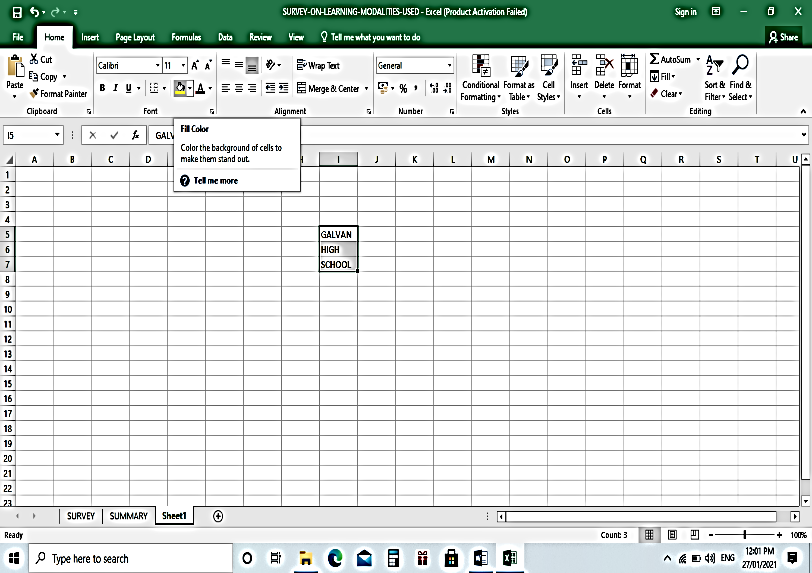 SURVEY-ON-LEARNING-MODALITIES-USED - Excel (Product Activation Failed)
Sign in
File Home Insert Page Layout Formulas Data Review View Tell me what you want to do
Share
Paste
Cut
Copy
Format Painter
Clipboard
Calibri 11 A A
B I U A
Font
Wrap Text
Merge & Center
Alignment
General
% ,
Number
Conditional Formatting
Format as Table
Cell Styles
Styles
Insert Delete Format
Cells
AutoSum
Fill
Clear
Sort & Filter
Find & Select
Editing
I5 fx GALV
Fill Color
Color the background of cells to
make them stand out.
Tell me more
A B C D H I J K L M N O P Q R S T U
1
2
3
4
5 GALVAN
6 HIGH
7 SCHOOL
8
9
10
11
12
13
14
15
16
17
18
19
20
21
22
23
SURVEY SUMMARY Sheet1
Ready Count: 3 100%
Type here to search
ENG
12:01 PM
27/01/2021